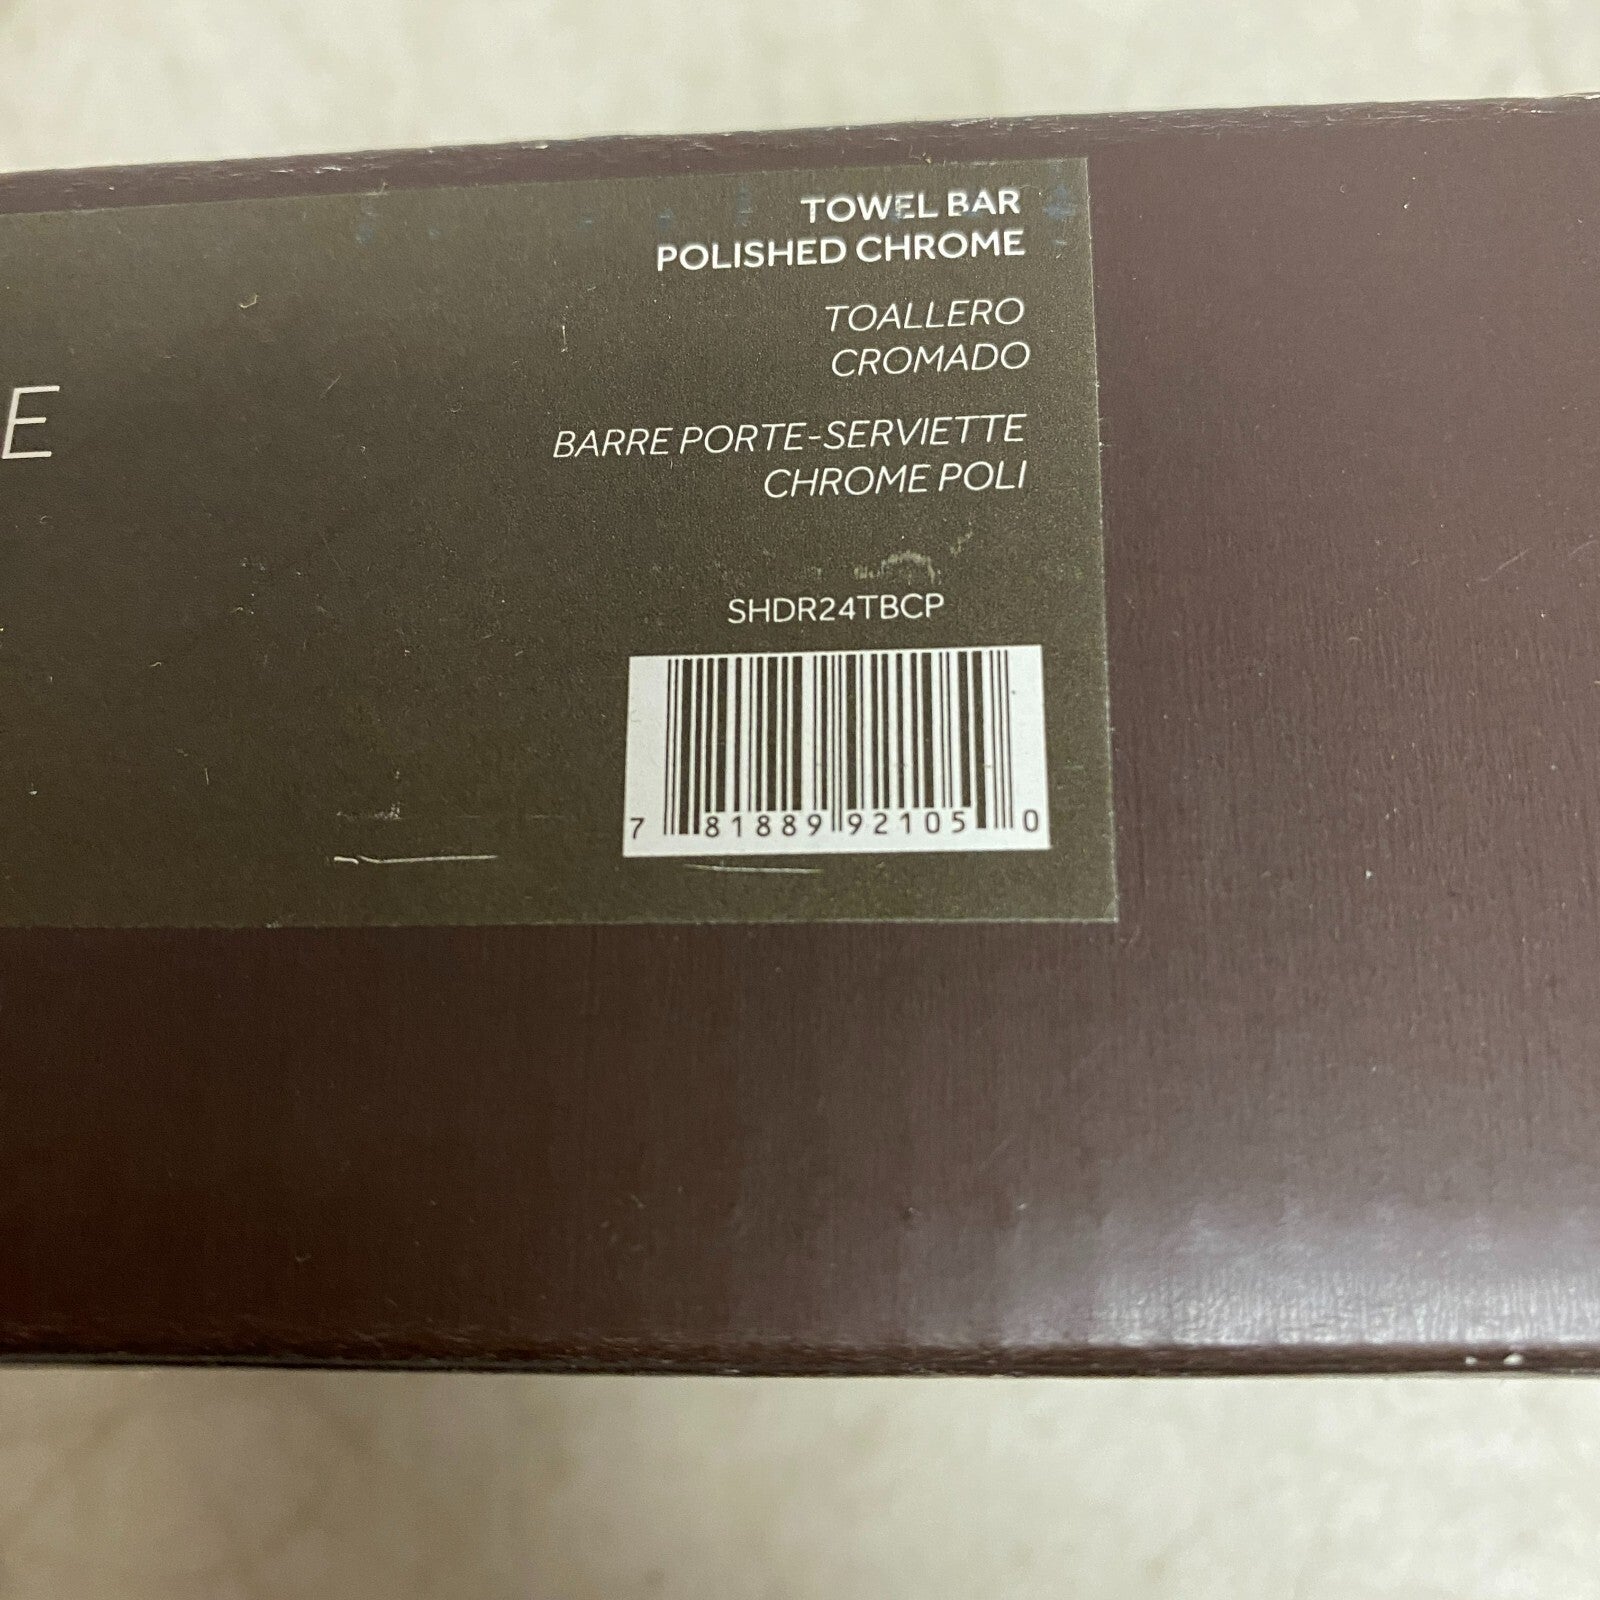 TOWEL BAR
POLISHED CHROME
TOALLERO
CROMADO
E
BARRE PORTE-SERVIETTE
CHROME POLI
SHDR24TBCP
7 81889 92105 0